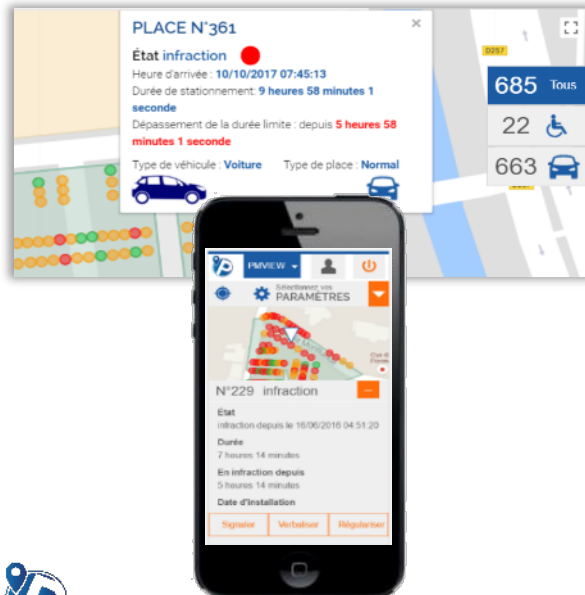 PLACE N°361
État infraction
Heure d'arrivée : 10/10/2017 07:45:13
Durée de stationnement: 9 heures 58 minutes 1
seconde
Dépassement de la durée limite : depuis 5 heures 58
minutes 1 seconde
Type de véhicule : Voiture Type de place : Normal
D257
685 Tous
22
663
PMVIEW
Sélectionnez vos
PARAMÈTRES
N°229 infraction
État
infraction depuis le 16/06/2016 04:51:20
Durée
7 heures 14 minutes
En infraction depuis
5 heures 14 minutes
Date d'installation
Signaler Verbaliser Régulariser